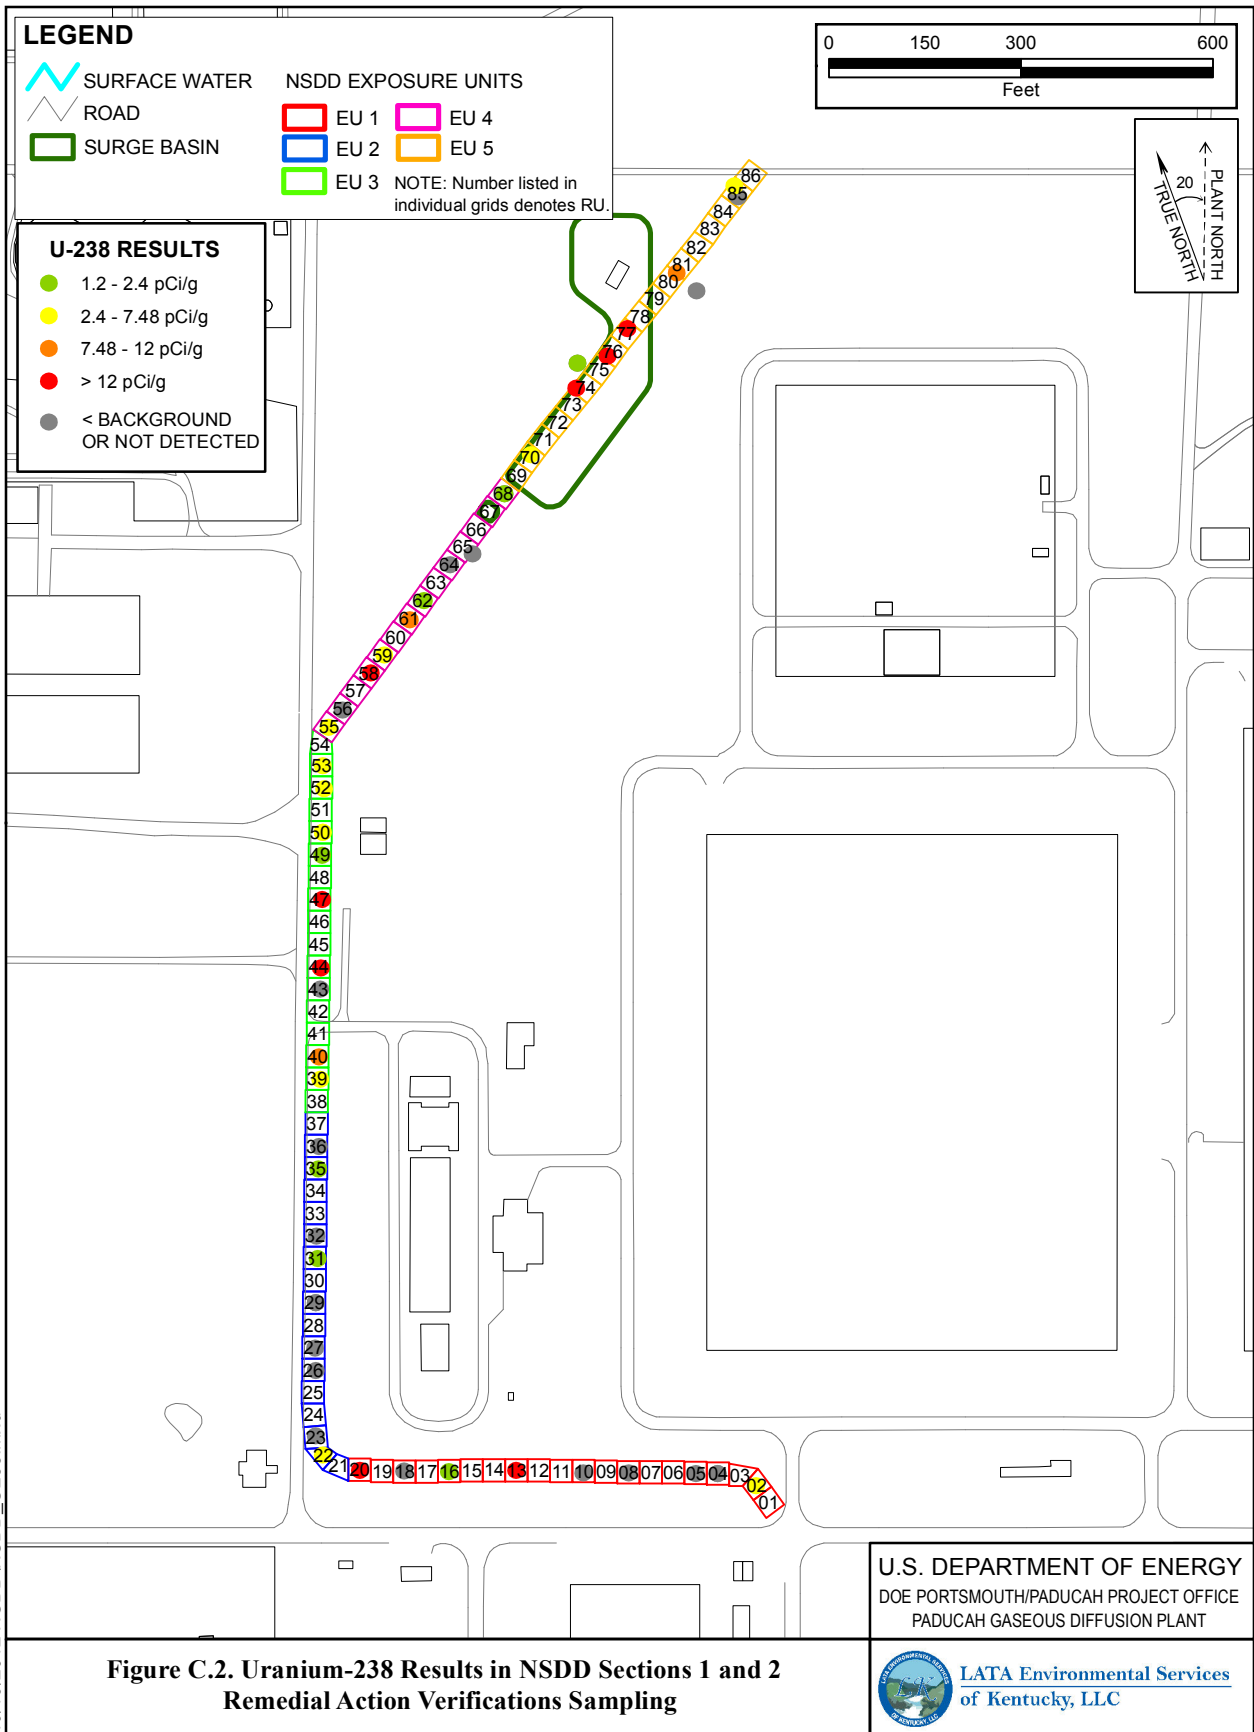 LEGEND
SURFACE WATER
ROAD
SURGE BASIN
NSDD EXPOSURE UNITS
EU 1
EU 2
EU 3
EU 4
EU 5
NOTE: Number listed in
individual grids denotes RU.
0 150 300 600
Feet
20
TRUE NORTH
PLANT NORTH
U-238 RESULTS
1.2 - 2.4 pCi/g
2.4 - 7.48 pCi/g
7.48 - 12 pCi/g
> 12 pCi/g
< BACKGROUND
OR NOT DETECTED
86
85
84
83
82
81
80
79
78
77
76
75
74
73
72
71
70
69
68
67
66
65
64
63
62
61
60
59
58
57
56
55
54
53
52
51
50
49
48
47
46
45
44
43
42
41
40
39
38
37
36
35
34
33
32
31
30
29
28
27
26
25
24
23
22
21 20 19 18 17 16 15 14 13 12 11 10 09 08 07 06 05 04 03
02
01
U.S. DEPARTMENT OF ENERGY
DOE PORTSMOUTH/PADUCAH PROJECT OFFICE
PADUCAH GASEOUS DIFFUSION PLANT
Figure C.2. Uranium-238 Results in NSDD Sections 1 and 2
Remedial Action Verifications Sampling
LATA ENVIRONMENTAL SERVICES
OF KENTUCKY, LLC
LATA Environmental Services
of Kentucky, LLC